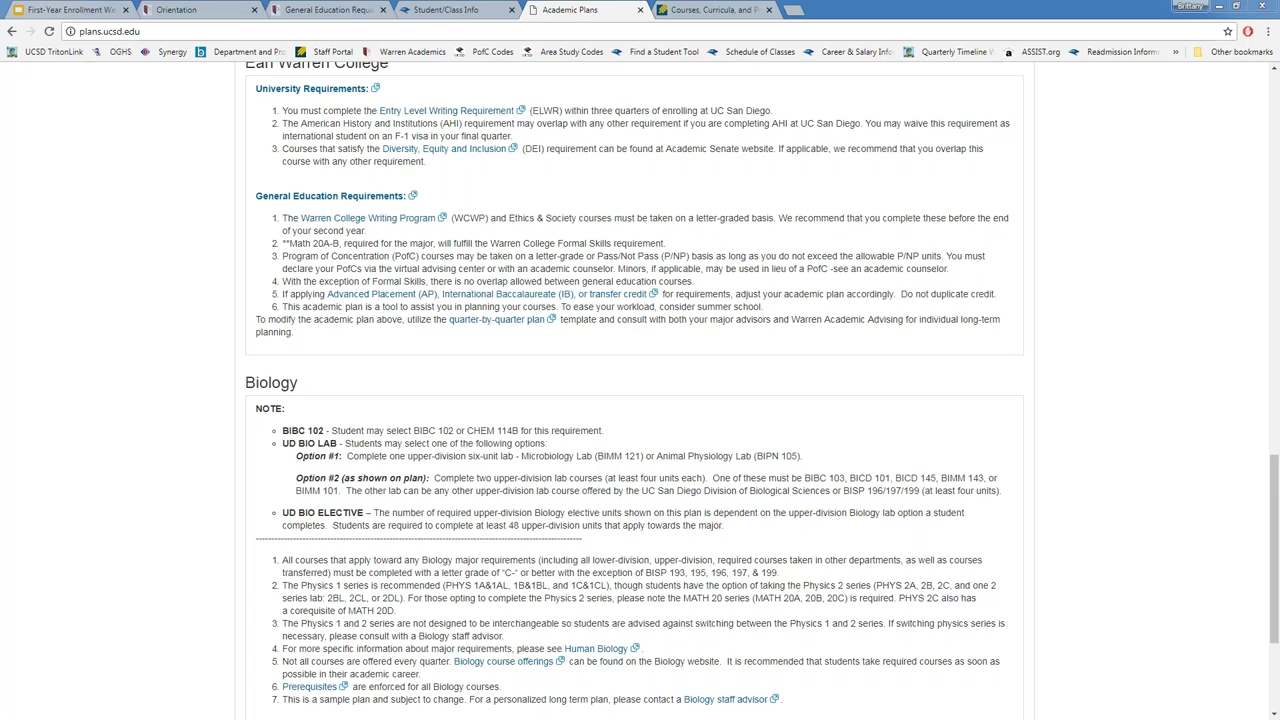 First-Year Enrollment We
Orientation
General Education Requi
Student/Class Info
Academic Plans
Courses, Curricula, and P
Brittany
plans.ucsd.edu
UCSD TritonLink
OGHS
Synergy
Department and Pro
Staff Portal
Warren Academics
PofC Codes
Area Study Codes
Find a Student Tool
Schedule of Classes
Career & Salary Info
Quarterly Timeline
ASSIST.org
Readmission Inform
»
Other bookmarks
Earl Warren College
University Requirements:
1. You must complete the Entry Level Writing Requirement (ELWR) within three quarters of enrolling at UC San Diego.
2. The American History and Institutions (AHI) requirement may overlap with any other requirement if you are completing AHI at UC San Diego. You may waive this requirement as
international student on an F-1 visa in your final quarter.
3. Courses that satisfy the Diversity, Equity and Inclusion (DEI) requirement can be found at Academic Senate website. If applicable, we recommend that you overlap this
course with any other requirement.
General Education Requirements:
1. The Warren College Writing Program (WCWP) and Ethics & Society courses must be taken on a letter-graded basis. We recommend that you complete these before the end
of your second year.
2. **Math 20A-B, required for the major, will fulfill the Warren College Formal Skills requirement.
3. Program of Concentration (PofC) courses may be taken on a letter-grade or Pass/Not Pass (P/NP) basis as long as you do not exceed the allowable P/NP units. You must
declare your PofCs via the virtual advising center or with an academic counselor. Minors, if applicable, may be used in lieu of a PofC -see an academic counselor.
4. With the exception of Formal Skills, there is no overlap allowed between general education courses.
5. If applying Advanced Placement (AP), International Baccalaureate (IB), or transfer credit for requirements, adjust your academic plan accordingly. Do not duplicate credit.
6. This academic plan is a tool to assist you in planning your courses. To ease your workload, consider summer school.
To modify the academic plan above, utilize the quarter-by-quarter plan template and consult with both your major advisors and Warren Academic Advising for individual long-term
planning.
Biology
NOTE:
BIBC 102 - Student may select BIBC 102 or CHEM 114B for this requirement.
UD BIO LAB - Students may select one of the following options:
Option #1: Complete one upper-division six-unit lab - Microbiology Lab (BIMM 121) or Animal Physiology Lab (BIPN 105).
Option #2 (as shown on plan): Complete two upper-division lab courses (at least four units each). One of these must be BIBC 103, BICD 101, BICD 145, BIMM 143, or
BIMM 101. The other lab can be any other upper-division lab course offered by the UC San Diego Division of Biological Sciences or BISP 196/197/199 (at least four units).
UD BIO ELECTIVE – The number of required upper-division Biology elective units shown on this plan is dependent on the upper-division Biology lab option a student
completes. Students are required to complete at least 48 upper-division units that apply towards the major.
1. All courses that apply toward any Biology major requirements (including all lower-division, upper-division, required courses taken in other departments, as well as courses
transferred) must be completed with a letter grade of “C-” or better with the exception of BISP 193, 195, 196, 197, & 199.
2. The Physics 1 series is recommended (PHYS 1A&1AL, 1B&1BL, and 1C&1CL), though students have the option of taking the Physics 2 series (PHYS 2A, 2B, 2C, and one 2
series lab: 2BL, 2CL, or 2DL). For those opting to complete the Physics 2 series, please note the MATH 20 series (MATH 20A, 20B, 20C) is required. PHYS 2C also has
a corequisite of MATH 20D.
3. The Physics 1 and 2 series are not designed to be interchangeable so students are advised against switching between the Physics 1 and 2 series. If switching physics series is
necessary, please consult with a Biology staff advisor.
4. For more specific information about major requirements, please see Human Biology.
5. Not all courses are offered every quarter. Biology course offerings can be found on the Biology website. It is recommended that students take required courses as soon as
possible in their academic career.
6. Prerequisites are enforced for all Biology courses.
7. This is a sample plan and subject to change. For a personalized long term plan, please contact a Biology staff advisor.